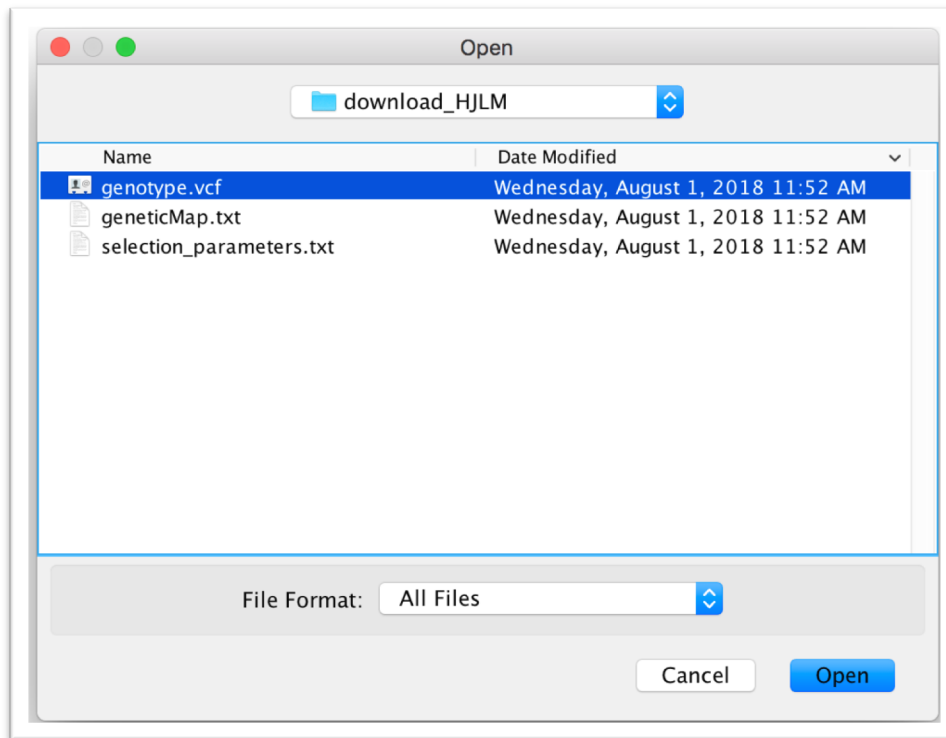 Open
download_HJLM
Name Date Modified
genotype.vcf Wednesday, August 1, 2018 11:52 AM
geneticMap.txt Wednesday, August 1, 2018 11:52 AM
selection_parameters.txt Wednesday, August 1, 2018 11:52 AM
File Format: All Files
Cancel Open